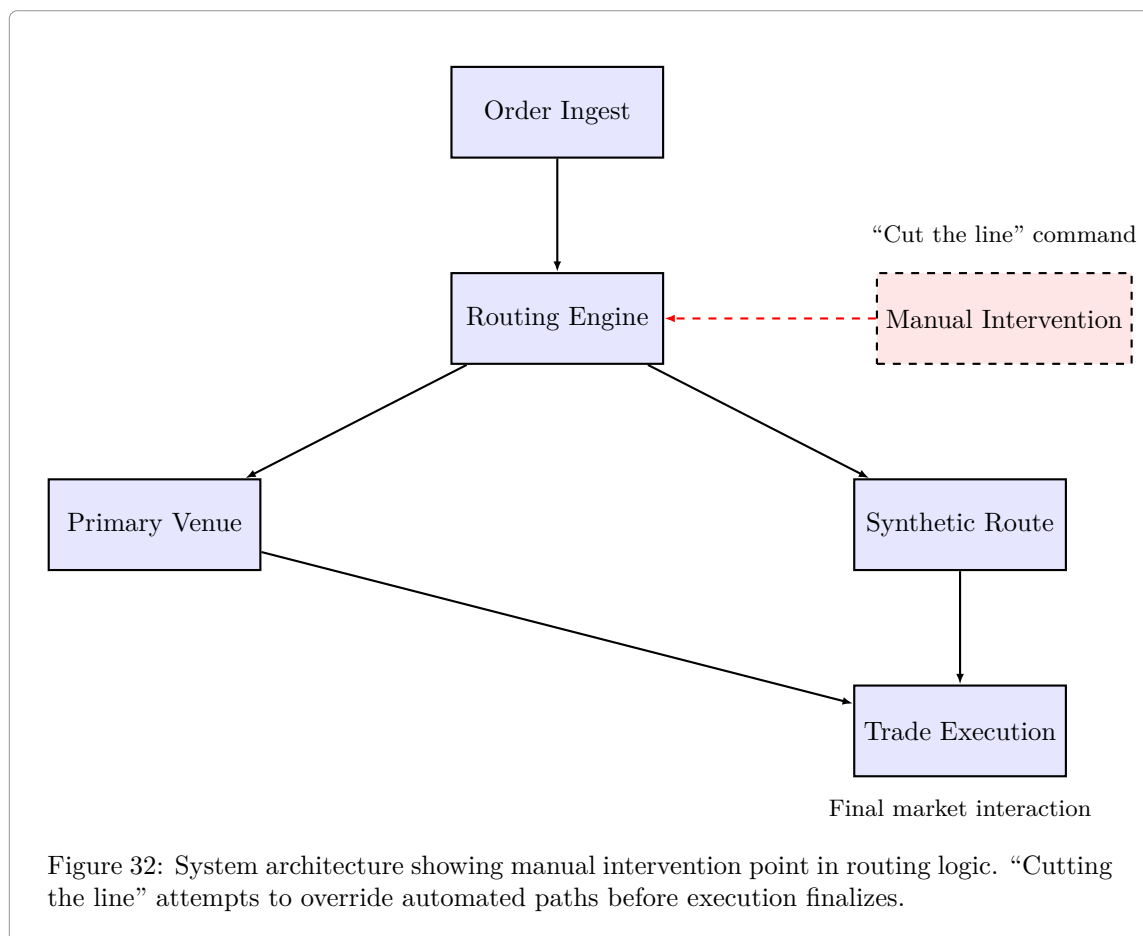 Order Ingest
“Cut the line” command
Routing Engine
Manual Intervention
Primary Venue
Synthetic Route
Trade Execution
Final market interaction
Figure 32: System architecture showing manual intervention point in routing logic. “Cutting
the line” attempts to override automated paths before execution finalizes.